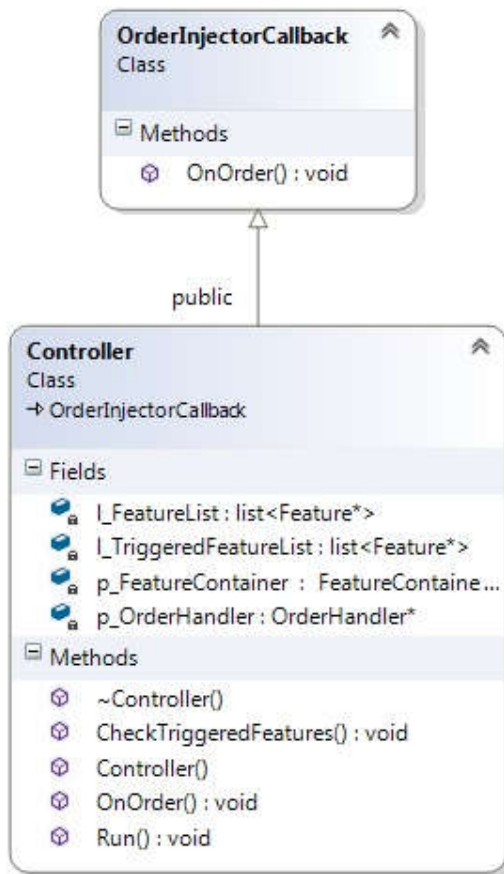 OrderInjectorCallback
Class
Methods
OnOrder() : void
public
Controller
Class
OrderInjectorCallback
Fields
l_FeatureList : list<Feature*>
l_TriggeredFeatureList : list<Feature*>
p_FeatureContainer : FeatureContaine...
p_OrderHandler : OrderHandler*
Methods
~Controller()
CheckTriggeredFeatures() : void
Controller()
OnOrder() : void
Run() : void